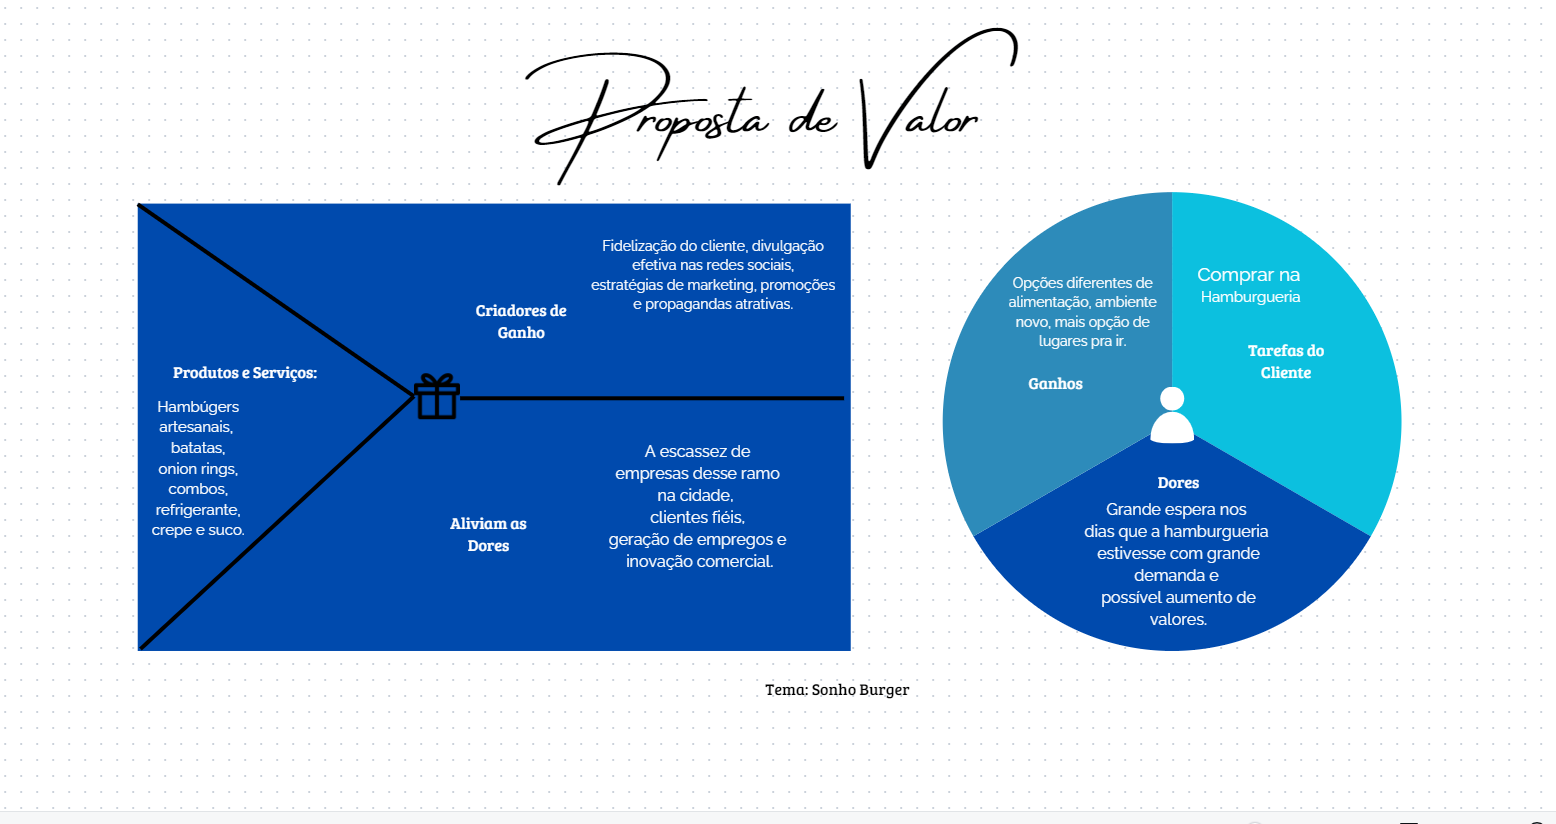 Proposta de Valor
Fidelização do cliente, divulgação
efetiva nas redes sociais,
estratégias de marketing, promoções
e propagandas atrativas.
Criadores de
Ganho
Produtos e Serviços:
Hambúgers
artesanais,
batatas,
onion rings,
combos,
refrigerante,
crepe e suco.
A escassez de
empresas desse ramo
na cidade,
clientes fiéis,
geração de empregos e
inovação comercial.
Aliviam as
Dores
Opções diferentes de
alimentação, ambiente
novo, mais opção de
lugares pra ir.
Ganhos
Comprar na
Hamburgueria
Tarefas do
Cliente
Dores
Grande espera nos
dias que a hamburgueria
estivesse com grande
demanda e
possível aumento de
valores.
Tema: Sonho Burger